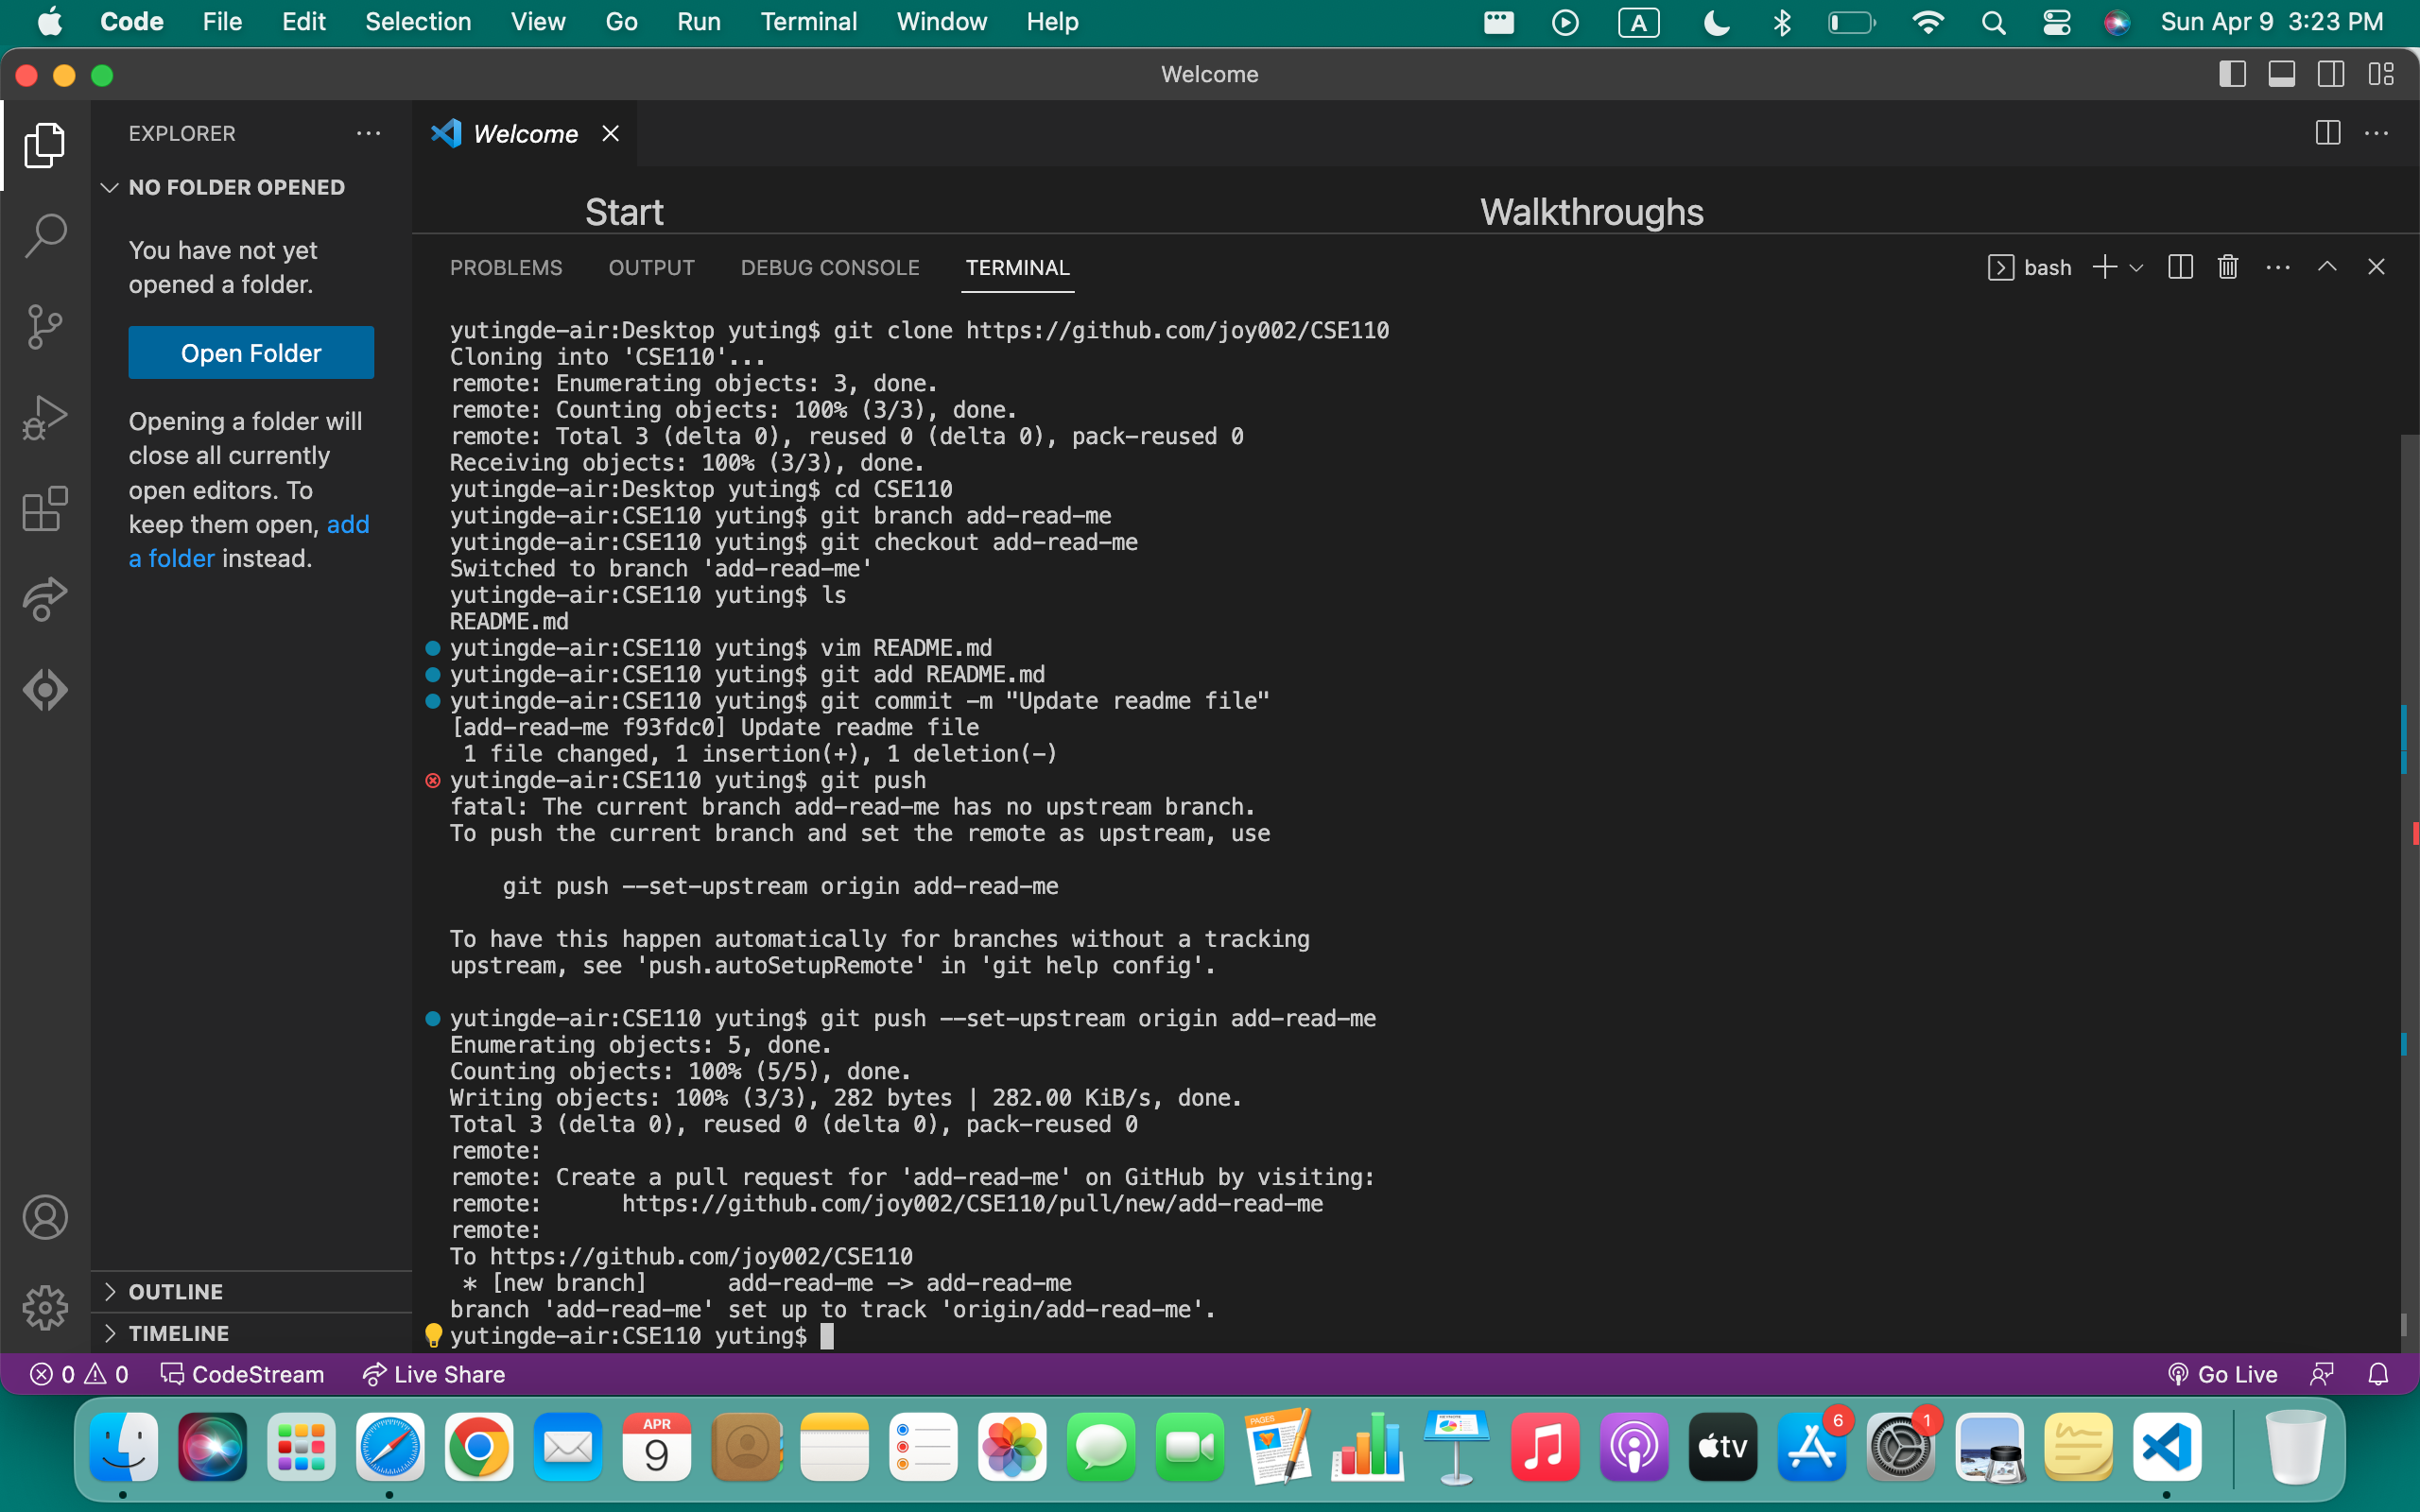 Code File Edit Selection View Go Run Terminal Window Help A Sun Apr 9 3:23 PM
Welcome
EXPLORER
NO FOLDER OPENED
You have not yet
opened a folder.
Open Folder
Opening a folder will
close all currently
open editors. To
keep them open, add
a folder instead.
OUTLINE
TIMELINE
Welcome
Start Walkthroughs
PROBLEMS OUTPUT DEBUG CONSOLE TERMINAL bash
yutingde-air:Desktop yuting$ git clone https://github.com/joy002/CSE110
Cloning into 'CSE110'...
remote: Enumerating objects: 3, done.
remote: Counting objects: 100% (3/3), done.
remote: Total 3 (delta 0), reused 0 (delta 0), pack-reused 0
Receiving objects: 100% (3/3), done.
yutingde-air:Desktop yuting$ cd CSE110
yutingde-air:CSE110 yuting$ git branch add-read-me
yutingde-air:CSE110 yuting$ git checkout add-read-me
Switched to branch 'add-read-me'
yutingde-air:CSE110 yuting$ ls
README.md
yutingde-air:CSE110 yuting$ vim README.md
yutingde-air:CSE110 yuting$ git add README.md
yutingde-air:CSE110 yuting$ git commit -m "Update readme file"
[add-read-me f93fdc0] Update readme file
1 file changed, 1 insertion(+), 1 deletion(-)
yutingde-air:CSE110 yuting$ git push
fatal: The current branch add-read-me has no upstream branch.
To push the current branch and set the remote as upstream, use
git push --set-upstream origin add-read-me
To have this happen automatically for branches without a tracking
upstream, see 'push.autoSetupRemote' in 'git help config'.
yutingde-air:CSE110 yuting$ git push --set-upstream origin add-read-me
Enumerating objects: 5, done.
Counting objects: 100% (5/5), done.
Writing objects: 100% (3/3), 282 bytes | 282.00 KiB/s, done.
Total 3 (delta 0), reused 0 (delta 0), pack-reused 0
remote:
remote: Create a pull request for 'add-read-me' on GitHub by visiting:
remote:      https://github.com/joy002/CSE110/pull/new/add-read-me
remote:
To https://github.com/joy002/CSE110
* [new branch]      add-read-me -> add-read-me
branch 'add-read-me' set up to track 'origin/add-read-me'.
yutingde-air:CSE110 yuting$
0 0 CodeStream Live Share Go Live
APR
9
PAGES
tv
6
1